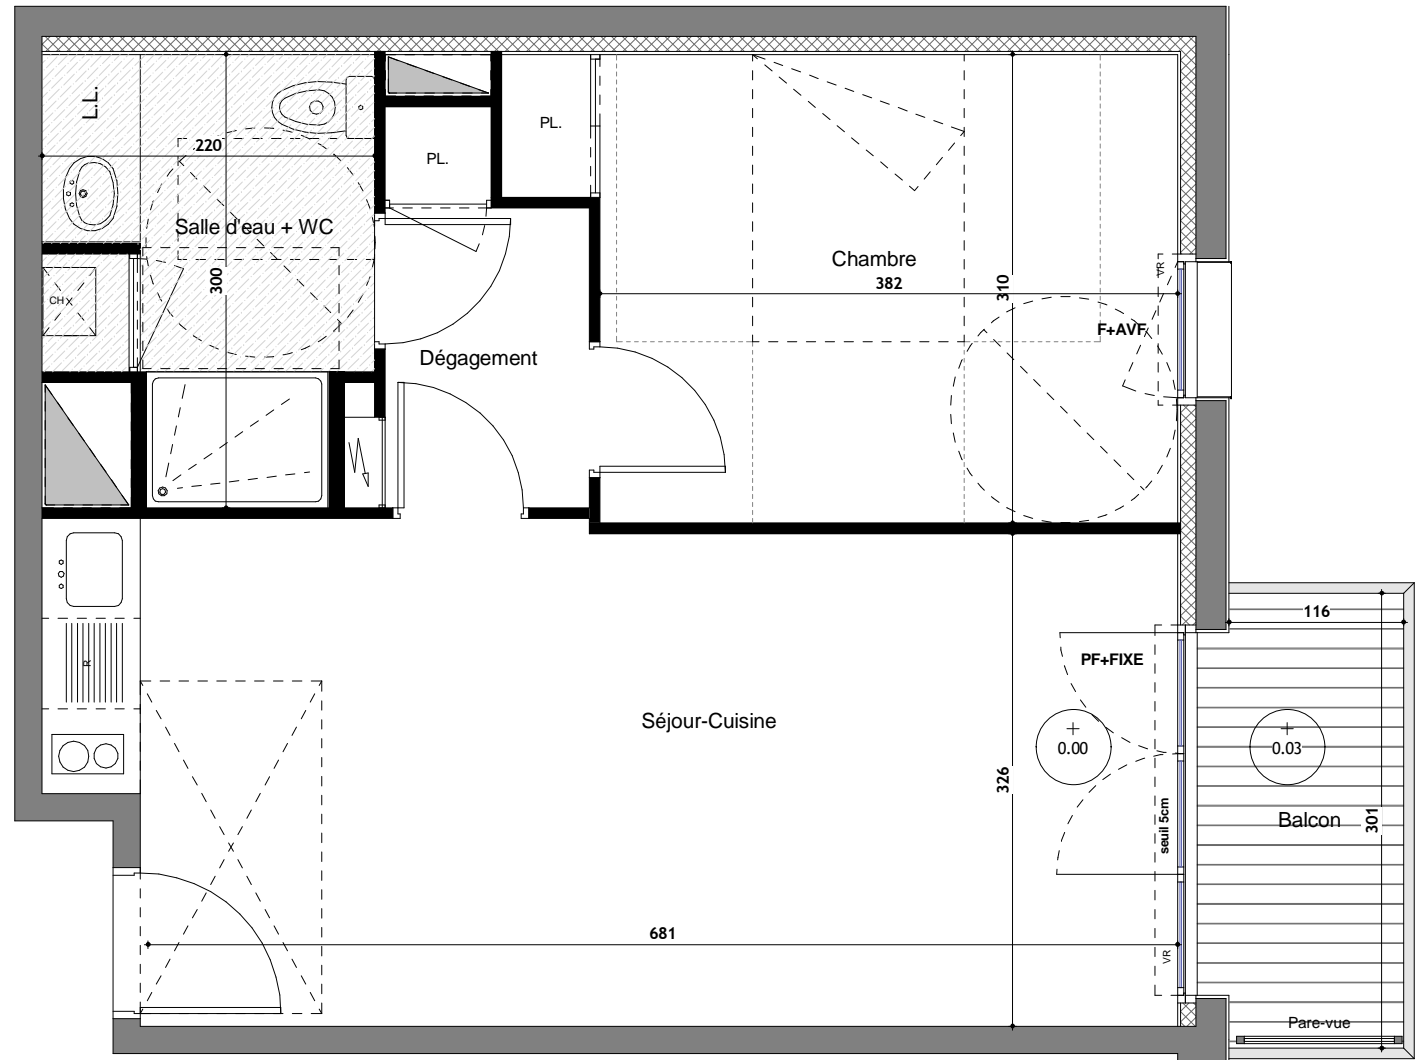 L.L.
220
PL.
PL.
Salle d'eau + WC
300
CH
Chambre
382
310
VR
F+AVF
Dégagement
R
116
PF+FIXE
Séjour-Cuisine
0.00
0.03
326
seuil 5cm
Balcon
301
681
VR
Pare-vue